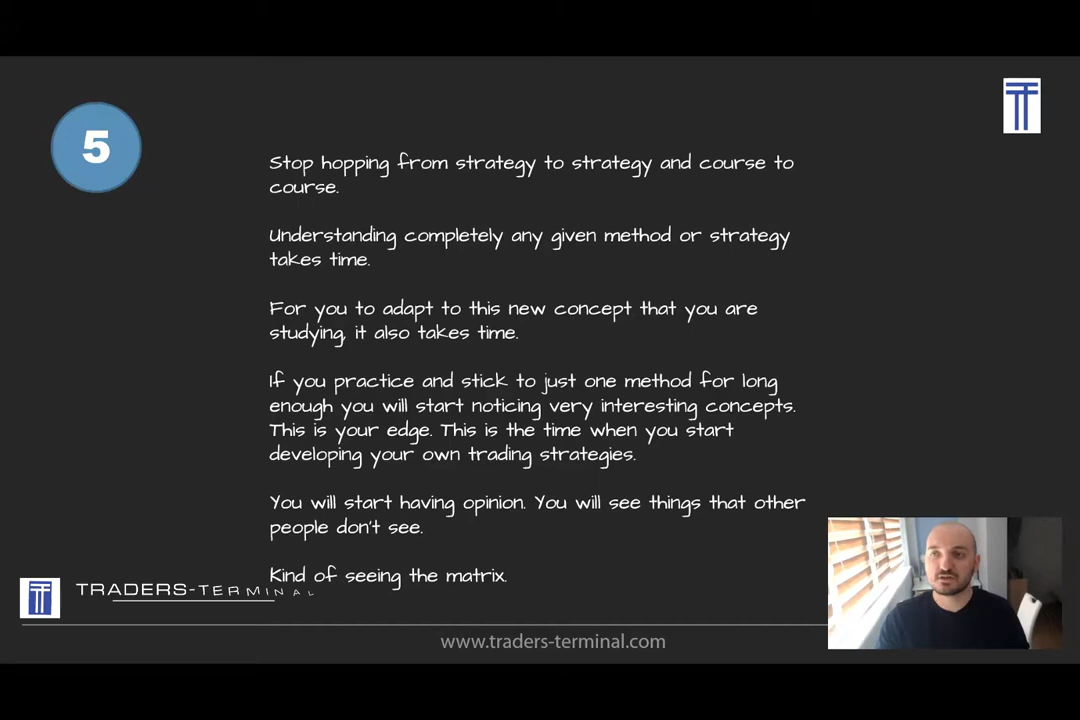 5
Stop hopping from strategy to strategy and course to
course.
Understanding completely any given method or strategy
takes time.
For you to adapt to this new concept that you are
studying, it also takes time.
If you practice and stick to just one method for long
enough you will start noticing very interesting concepts.
This is your edge. This is the time when you start
developing your own trading strategies.
You will start having opinion. You will see things that other
people don't see.
Kind of seeing the matrix.
TRADERS-TERMINAL
www.traders-terminal.com